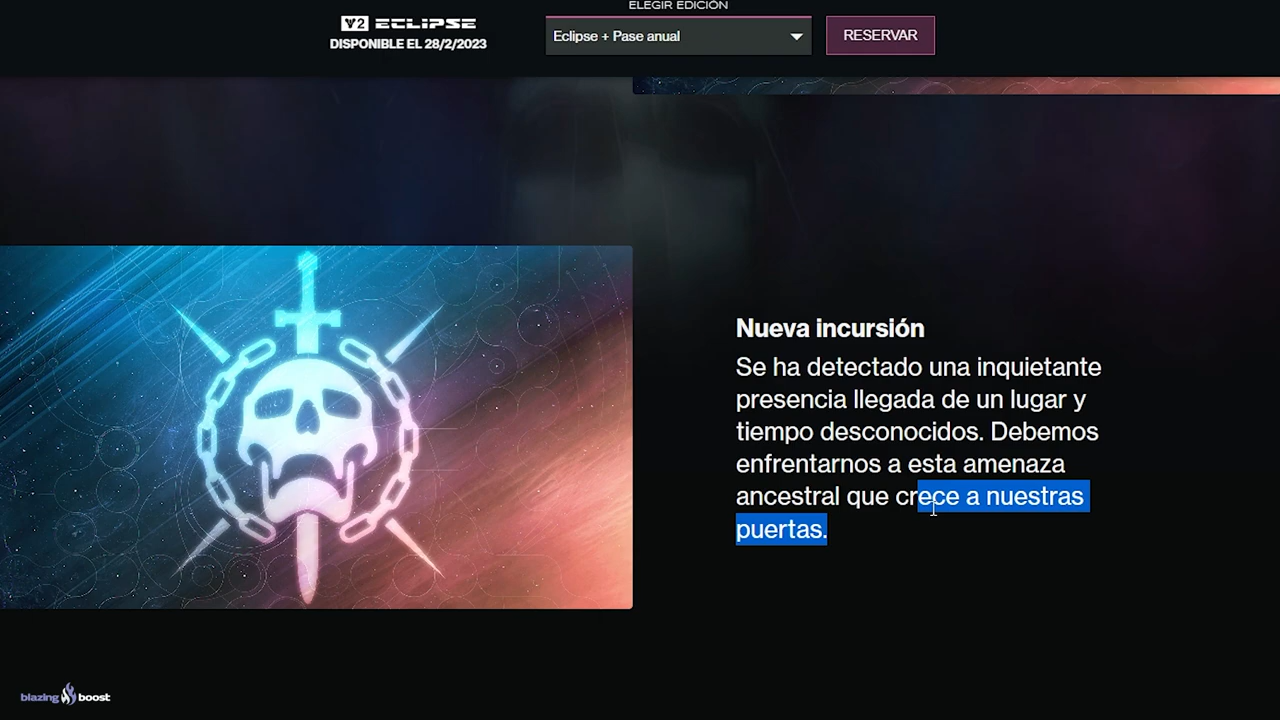 ELEGIR EDICIÓN
ECLIPSE
DISPONIBLE EL 28/2/2023
Eclipse + Pase anual
RESERVAR
Nueva incursión
Se ha detectado una inquietante
presencia llegada de un lugar y
tiempo desconocidos. Debemos
enfrentarnos a esta amenaza
ancestral que crece a nuestras
puertas.
blazing boost